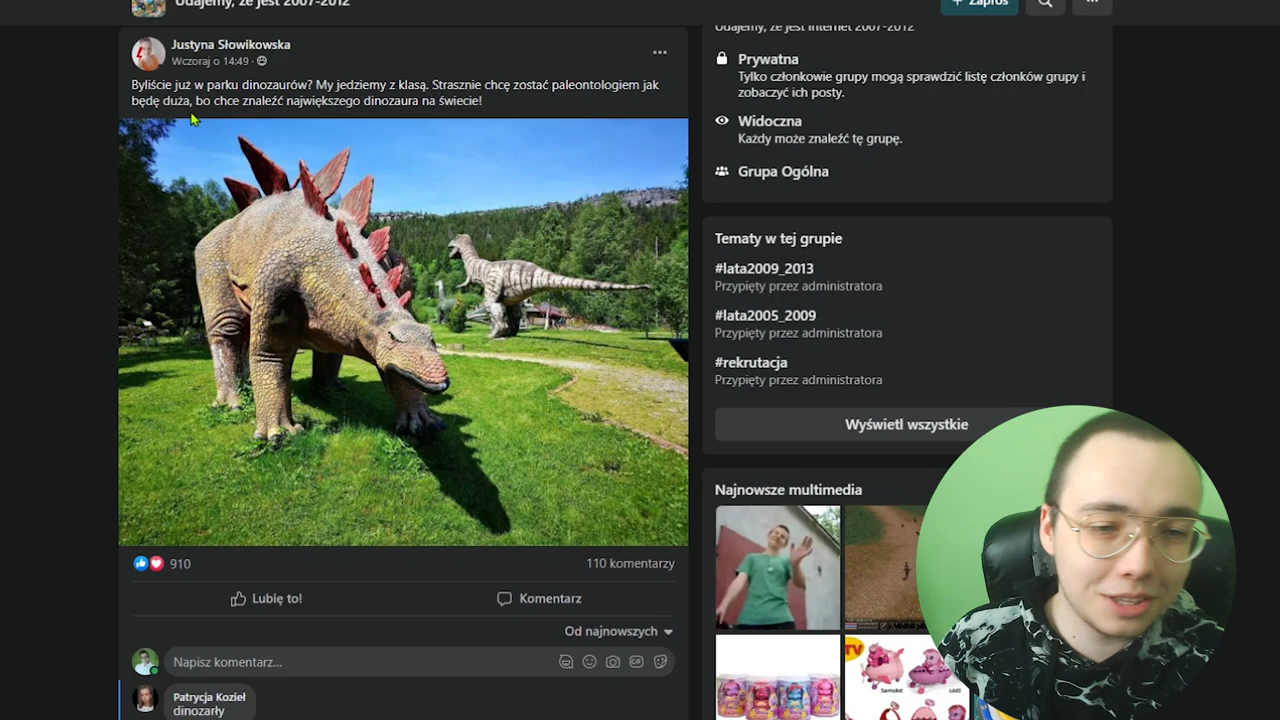 Udajemy, że jest 2007-2012
Zaproś
Justyna Słowikowska
Wczoraj o 14:49
Byliście już w parku dinozaurów? My jedziemy z klasą. Strasznie chcę zostać paleontologiem jak
będę duża, bo chce znaleźć największego dinozaura na świecie!
910
110 komentarzy
Lubię to!
Komentarz
Od najnowszych
Napisz komentarz...
GIF
Patrycja Kozieł
dinozarły
Udajemy, że jest internet 2007-2012
Prywatna
Tylko członkowie grupy mogą sprawdzić listę członków grupy i
zobaczyć ich posty.
Widoczna
Każdy może znaleźć tę grupę.
Grupa Ogólna
Tematy w tej grupie
#lata2009_2013
Przypięty przez administratora
#lata2005_2009
Przypięty przez administratora
#rekrutacja
Przypięty przez administratora
Wyświetl wszystkie
Najnowsze multimedia
TV
Samolot
Łódź